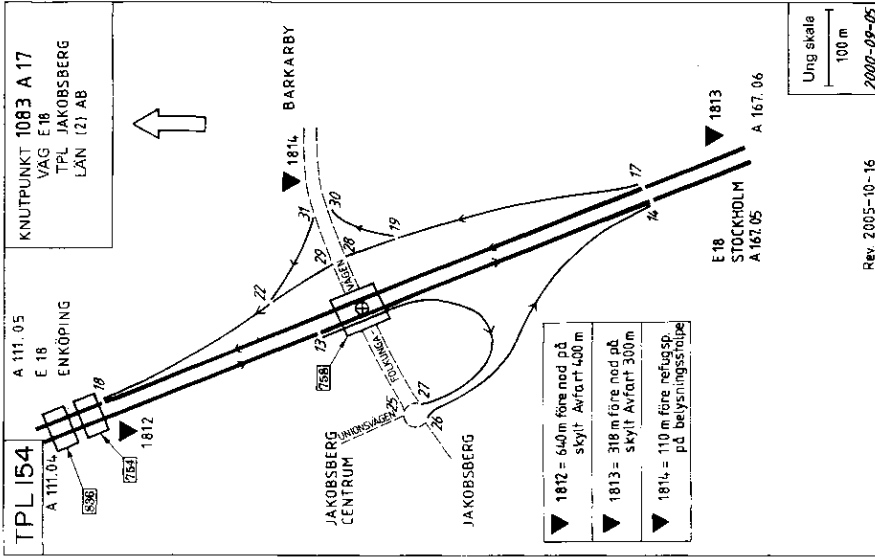 TPL 154
KNUTPUNKT 1083 A 17
VÄG E18
TPL JAKOBSBERG
LÄN (2) AB
A 111.05
E 18
ENKÖPING
A 111.04
836
764
18
1812
BARKARBY
1814
31
30
29
28
19
22
VÄGEN
13
758
FOLKUNGA-
UNIONSVÄGEN
25
27
26
JAKOBSBERG
CENTRUM
JAKOBSBERG
17
14
1813
A 167.06
E18
STOCKHOLM
A 167.05
1812 = 640 m före nod på
skylt Avfart 400 m
1813 = 318 m före nod på
skylt Avfart 300 m
1814 = 110 m före refugsp.
på belysningsstolpe
Ung skala
100 m
Rev. 2005-10-16
2000-09-05